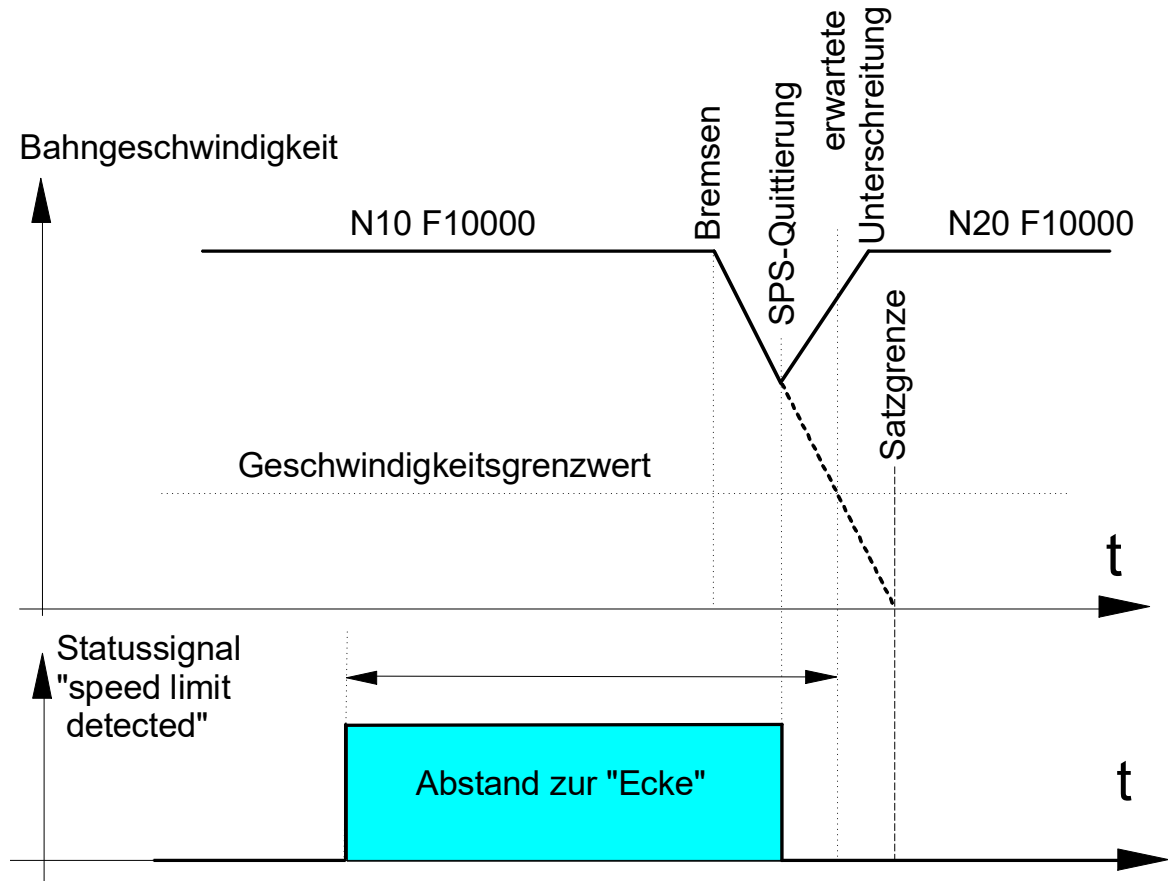 Bahngeschwindigkeit
N10 F10000
Bremsen
SPS-Quittierung
erwartete
Unterschreitung
N20 F10000
Satzgrenze
Geschwindigkeitsgrenzwert
t
Statussignal
"speed limit
detected"
Abstand zur "Ecke"
t